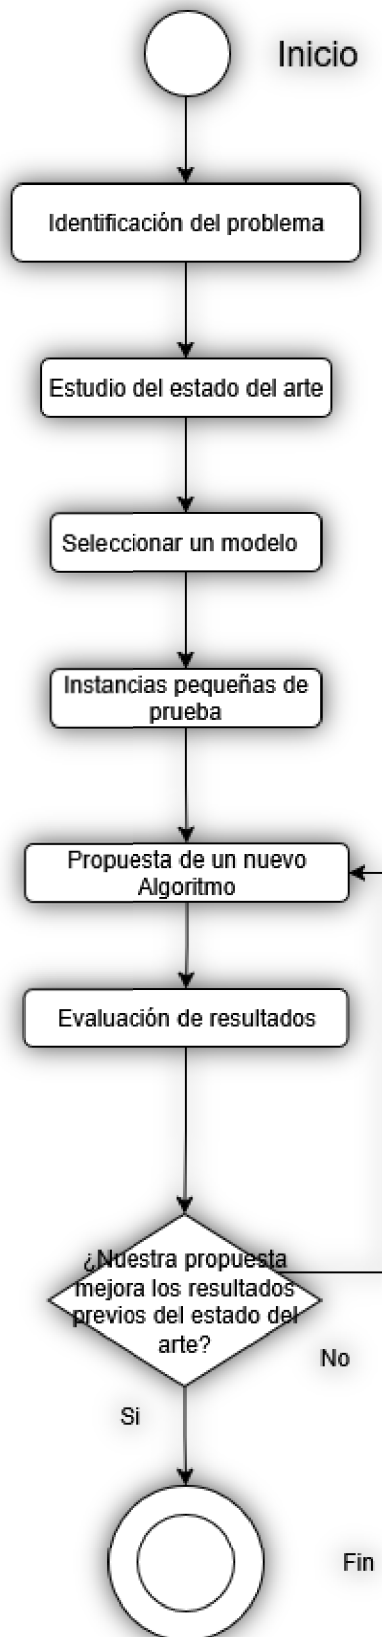 Inicio
Identificación del problema
Estudio del estado del arte
Seleccionar un modelo
Instancias pequeñas de
prueba
Propuesta de un nuevo
Algoritmo
Evaluación de resultados
¿Nuestra propuesta
mejora los resultados
previos del estado del
arte?
No
Si
Fin